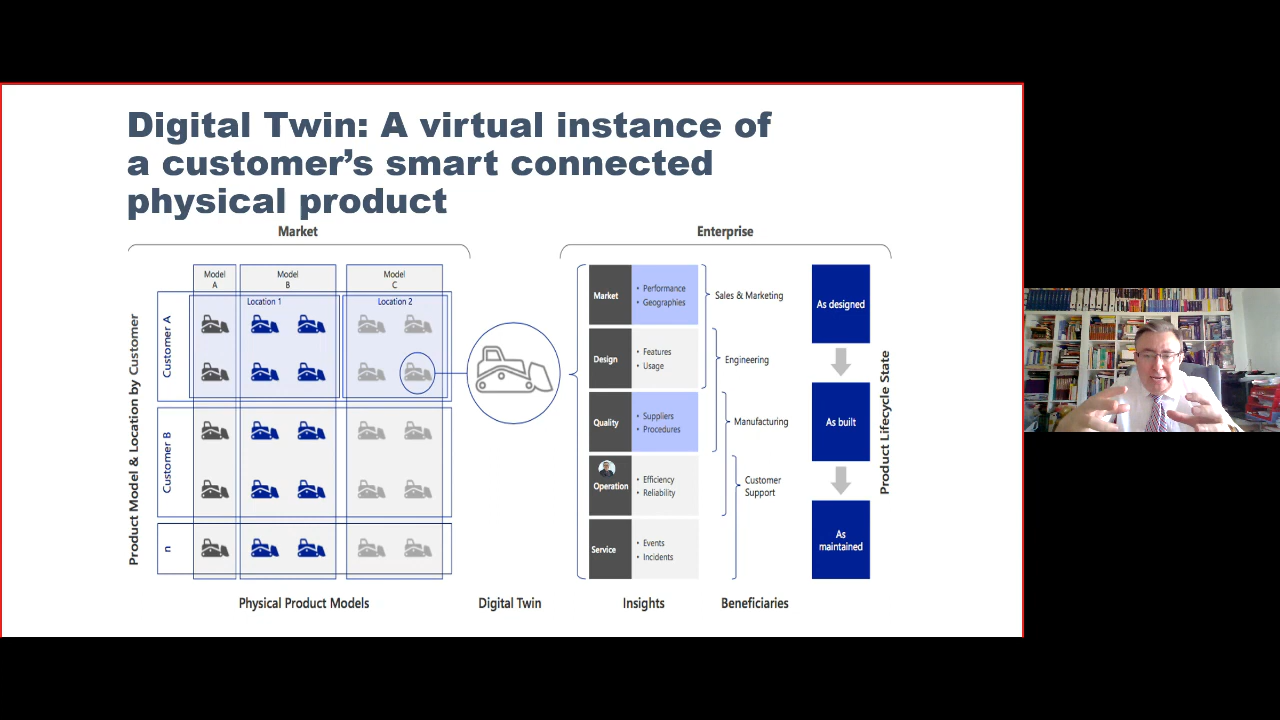 Digital Twin: A virtual instance of
a customer's smart connected
physical product
Market
Enterprise
Product Model & Location by Customer
Model
A
Model
B
Model
C
Location 1
Location 2
Customer A
Customer B
n
Market
• Performance
• Geographies
Design
• Features
• Usage
Quality
• Suppliers
• Procedures
Operation
• Efficiency
• Reliability
Service
• Events
• Incidents
Sales & Marketing
Engineering
Manufacturing
Customer
Support
As designed
As built
As
maintained
Product Lifecycle State
Physical Product Models
Digital Twin
Insights
Beneficiaries